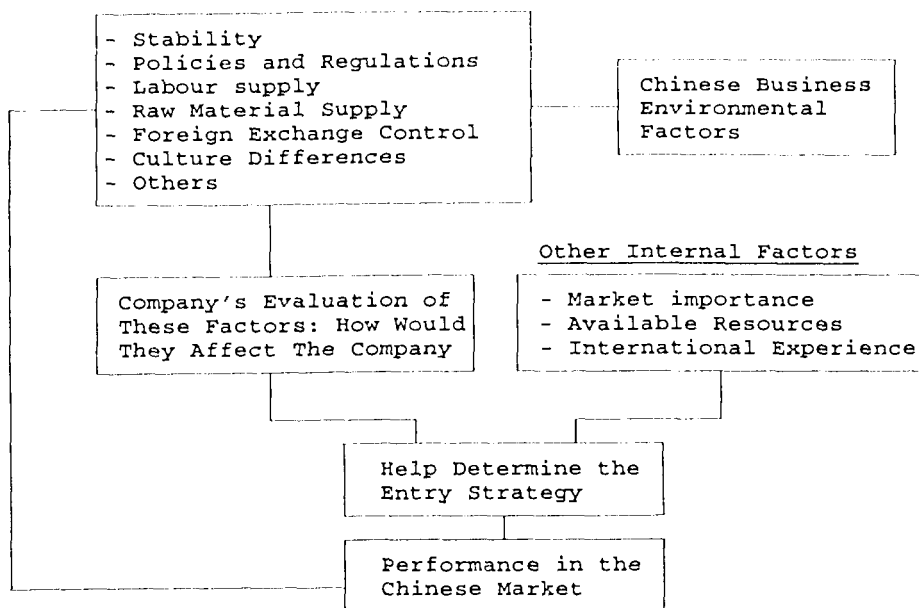 - Stability
- Policies and Regulations
- Labour supply
- Raw Material Supply
- Foreign Exchange Control
- Culture Differences
- Others
Chinese Business
Environmental
Factors
Other Internal Factors
Company's Evaluation of
These Factors: How Would
They Affect The Company
- Market importance
- Available Resources
- International Experience
Help Determine the
Entry Strategy
Performance in the
Chinese Market